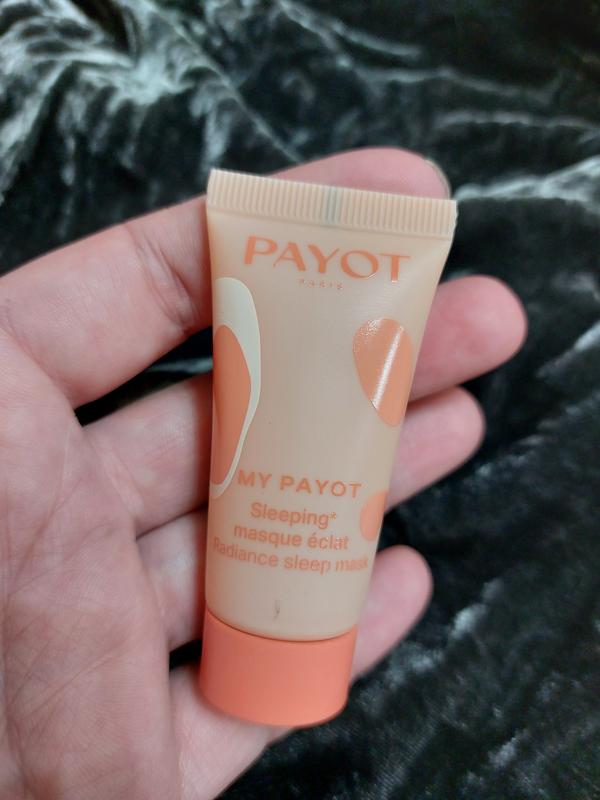 PAYOT
PARIS
MY PAYOT
Sleeping*
masque éclat
Radiance sleep mask